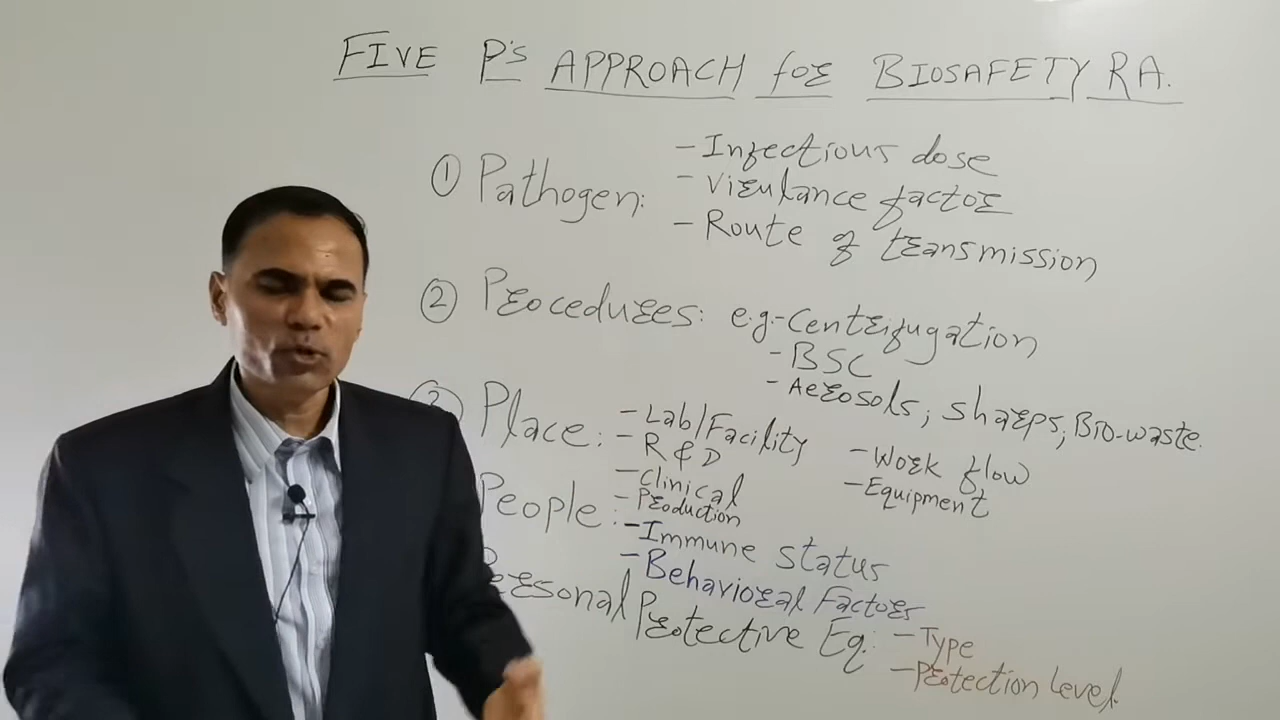 FIVE P's APPROACH for BIOSAFETY RA.
① Pathogen: - Infectious dose
- Virulance factor
- Route of transmission
② Procedures: e.g.- Centrifugation
- BSC
- Aerosols, sharps, Bio-waste.
Place: - Lab/Facility
- R & D
- Clinical
- Production
- Work flow
- Equipment
People: - Immune status
- Behavioral Factors
Personal Protective Eq: - Type
- Protection Level.